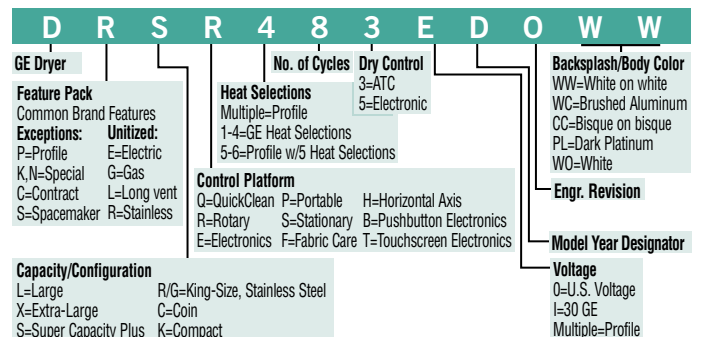 D R S R 4 8 3 E D 0 W W
GE Dryer
Feature Pack
Common Brand Features
Exceptions: Unitized:
P=Profile E=Electric
K,N=Special G=Gas
C=Contract L=Long vent
S=Spacemaker R=Stainless
No. of Cycles
Dry Control
3=ATC
5=Electronic
Heat Selections
Multiple=Profile
1-4=GE Heat Selections
5-6=Profile w/5 Heat Selections
Control Platform
Q=QuickClean P=Portable H=Horizontal Axis
R=Rotary S=Stationary B=Pushbutton Electronics
E=Electronics F=Fabric Care T=Touchscreen Electronics
Backsplash/Body Color
WW=White on white
WC=Brushed Aluminum
CC=Bisque on bisque
PL=Dark Platinum
WO=White
Engr. Revision
Model Year Designator
Voltage
0=U.S. Voltage
I=30 GE
Multiple=Profile
Capacity/Configuration
L=Large R/G=King-Size, Stainless Steel
X=Extra-Large C=Coin
S=Super Capacity Plus K=Compact